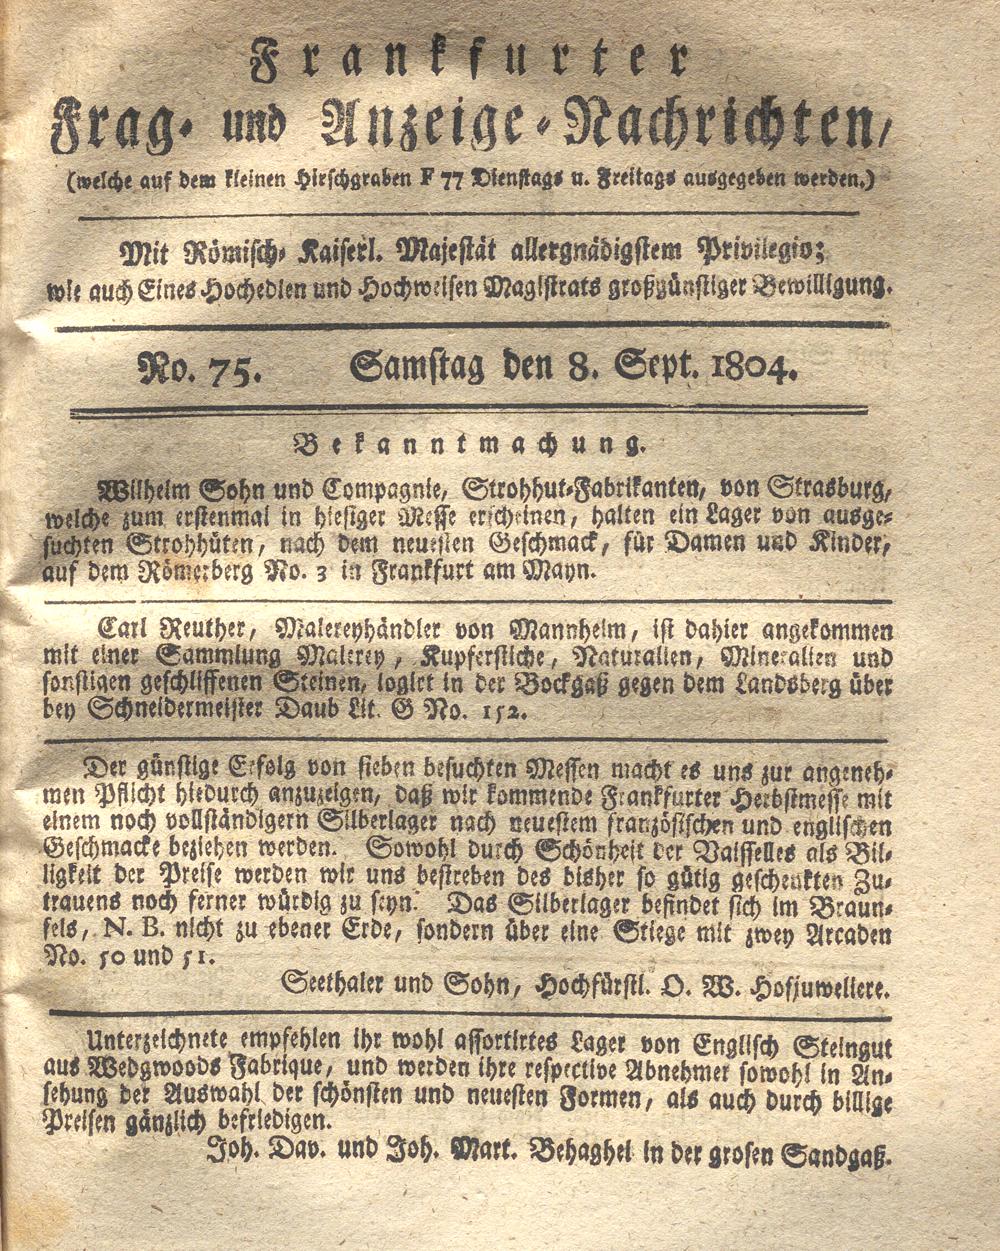 Frankfurter
Frag- und Anzeige-Nachrichten,
(welche auf dem kleinen Hirschgraben F 77 Dienstags u. Freitags ausgegeben werden.)
Mit Römisch- Kaiserl. Majestät allergnädigstem Privilegio;
wie auch Eines Hochedlen und Hochweisen Magistrats großgünstiger Bewilligung.
No. 75. Samstag den 8. Sept. 1804.
Bekanntmachung.
Wilhelm Sohn und Compagnie, Strohhut-Fabrikanten, von Strasburg,
welche zum erstenmal in hiesiger Messe erscheinen, halten ein Lager von ausge-
suchten Strohhüten, nach dem neuesten Geschmack, für Damen und Kinder,
auf dem Römerberg No. 3 in Frankfurt am Mayn.
Carl Reuther, Malereyhändler von Mannheim, ist dahier angekommen
mit einer Sammlung Malerey, Kupferstiche, Naturalien, Mineralien und
sonstigen geschliffenen Steinen, logirt in der Bockgaß gegen dem Landsberg über
bey Schneidermeister Daub Lit. G No. 152.
Der günstige Erfolg von sieben besuchten Messen macht es uns zur angeneh-
men Pflicht hiedurch anzuzeigen, daß wir kommende Frankfurter Herbstmesse mit
einem noch vollständigern Silberlager nach neuestem französischen und englischen
Geschmacke beziehen werden. Sowohl durch Schönheit der Vaisselles als Bil-
ligkeit der Preise werden wir uns bestreben des bisher so gütig geschenkten Zu-
trauens noch ferner würdig zu seyn. Das Silberlager befindet sich im Braun-
fels, N. B. nicht zu ebener Erde, sondern über eine Stiege mit zwey Arcaden
No. 50 und 51.
Seethaler und Sohn, Hochfürstl. O. W. Hofjuweliere.
Unterzeichnete empfehlen ihr wohl assortirtes Lager von Englisch Steingut
aus Wedgwoods Fabrique, und werden ihre respective Abnehmer sowohl in An-
sehung der Auswahl der schönsten und neuesten Formen, als auch durch billige
Preisen gänzlich befriedigen.
Joh. Dav. und Joh. Mart. Behaghel in der grosen Sandgaß.